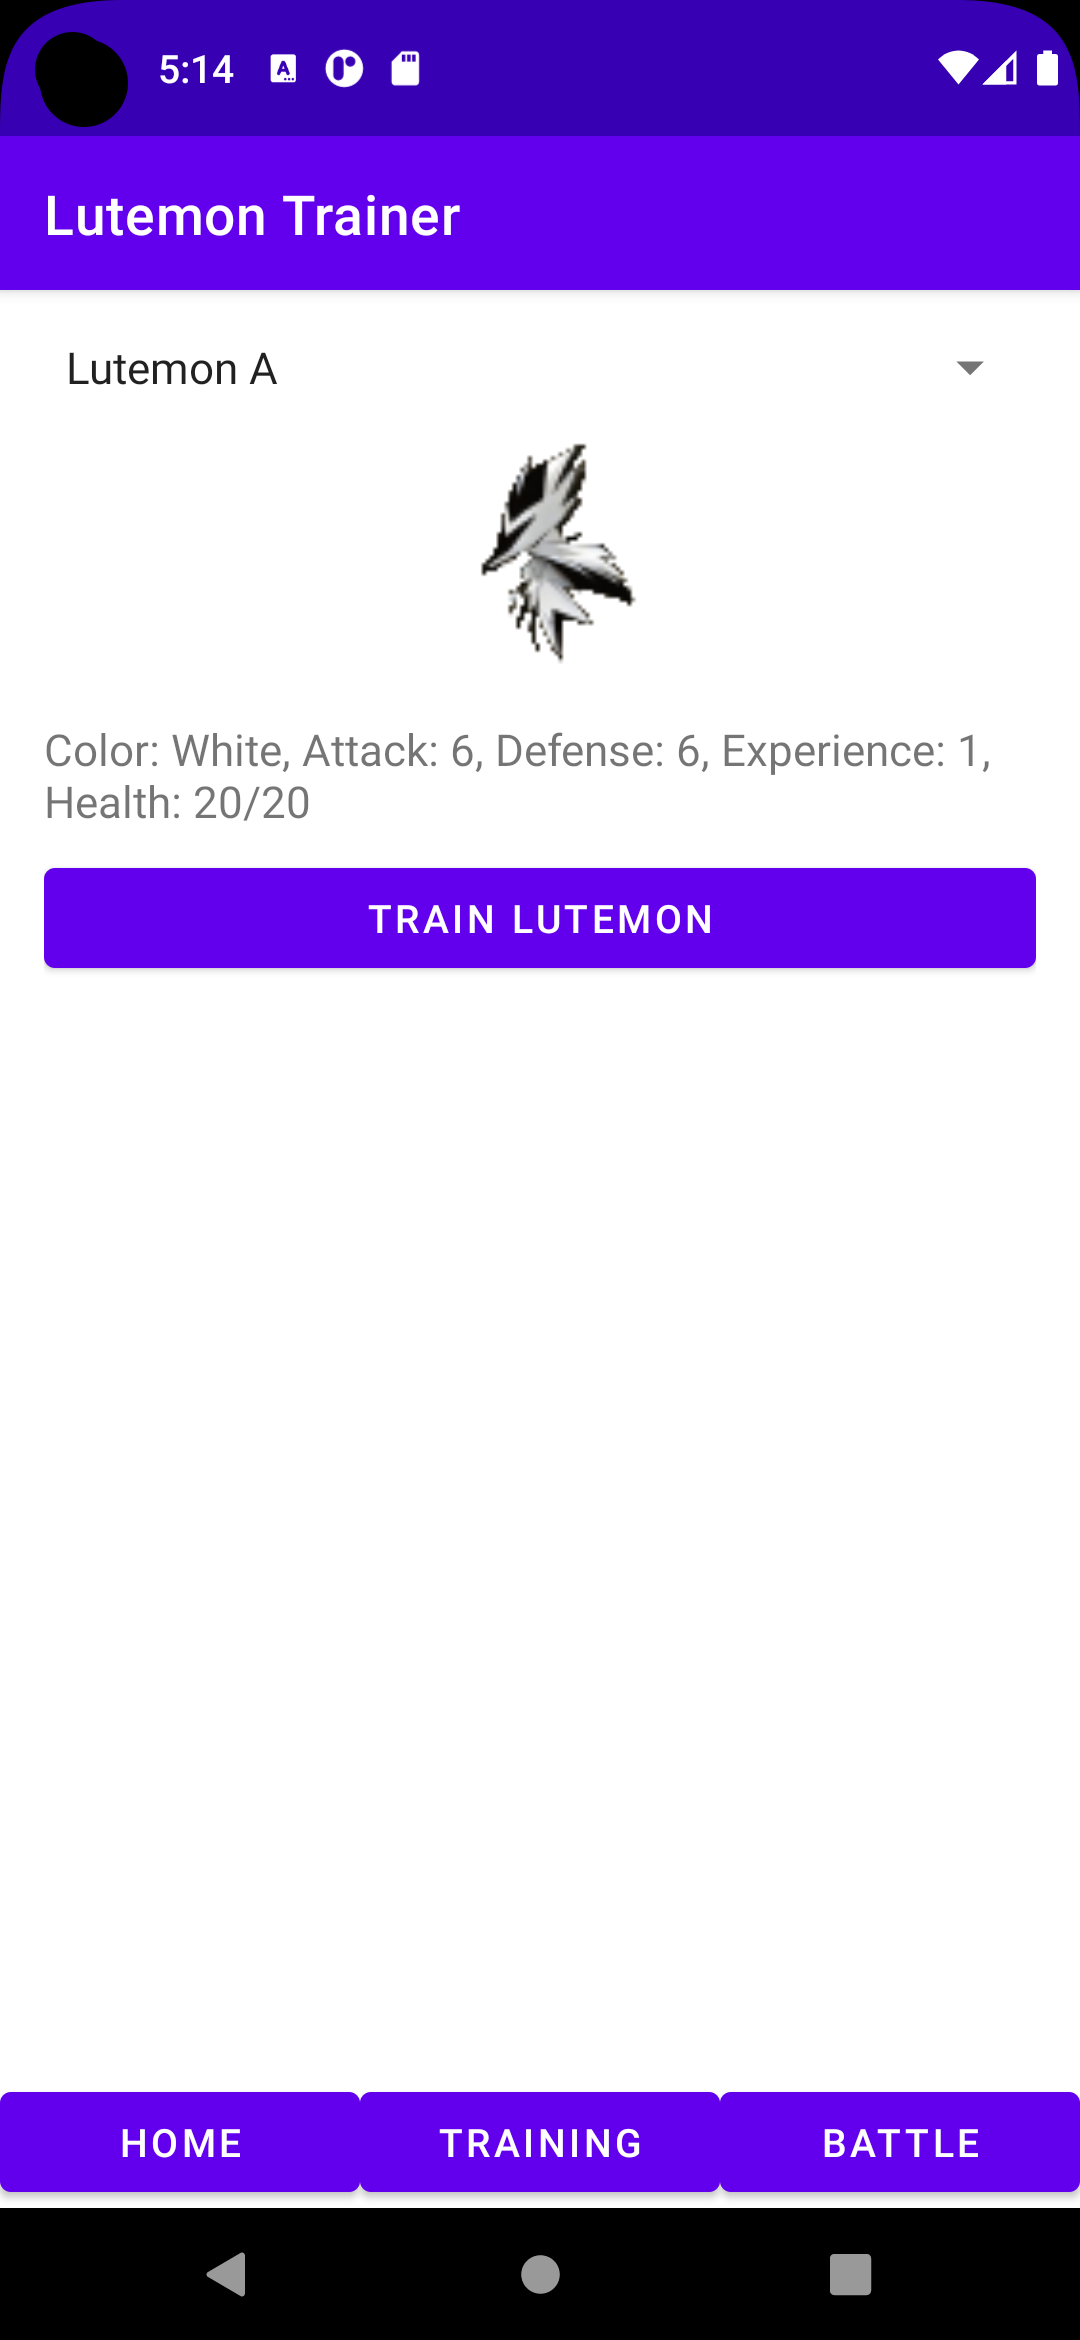 5:14
Lutemon Trainer
Lutemon A
Color: White, Attack: 6, Defense: 6, Experience: 1,
Health: 20/20
TRAIN LUTEMON
HOME TRAINING BATTLE